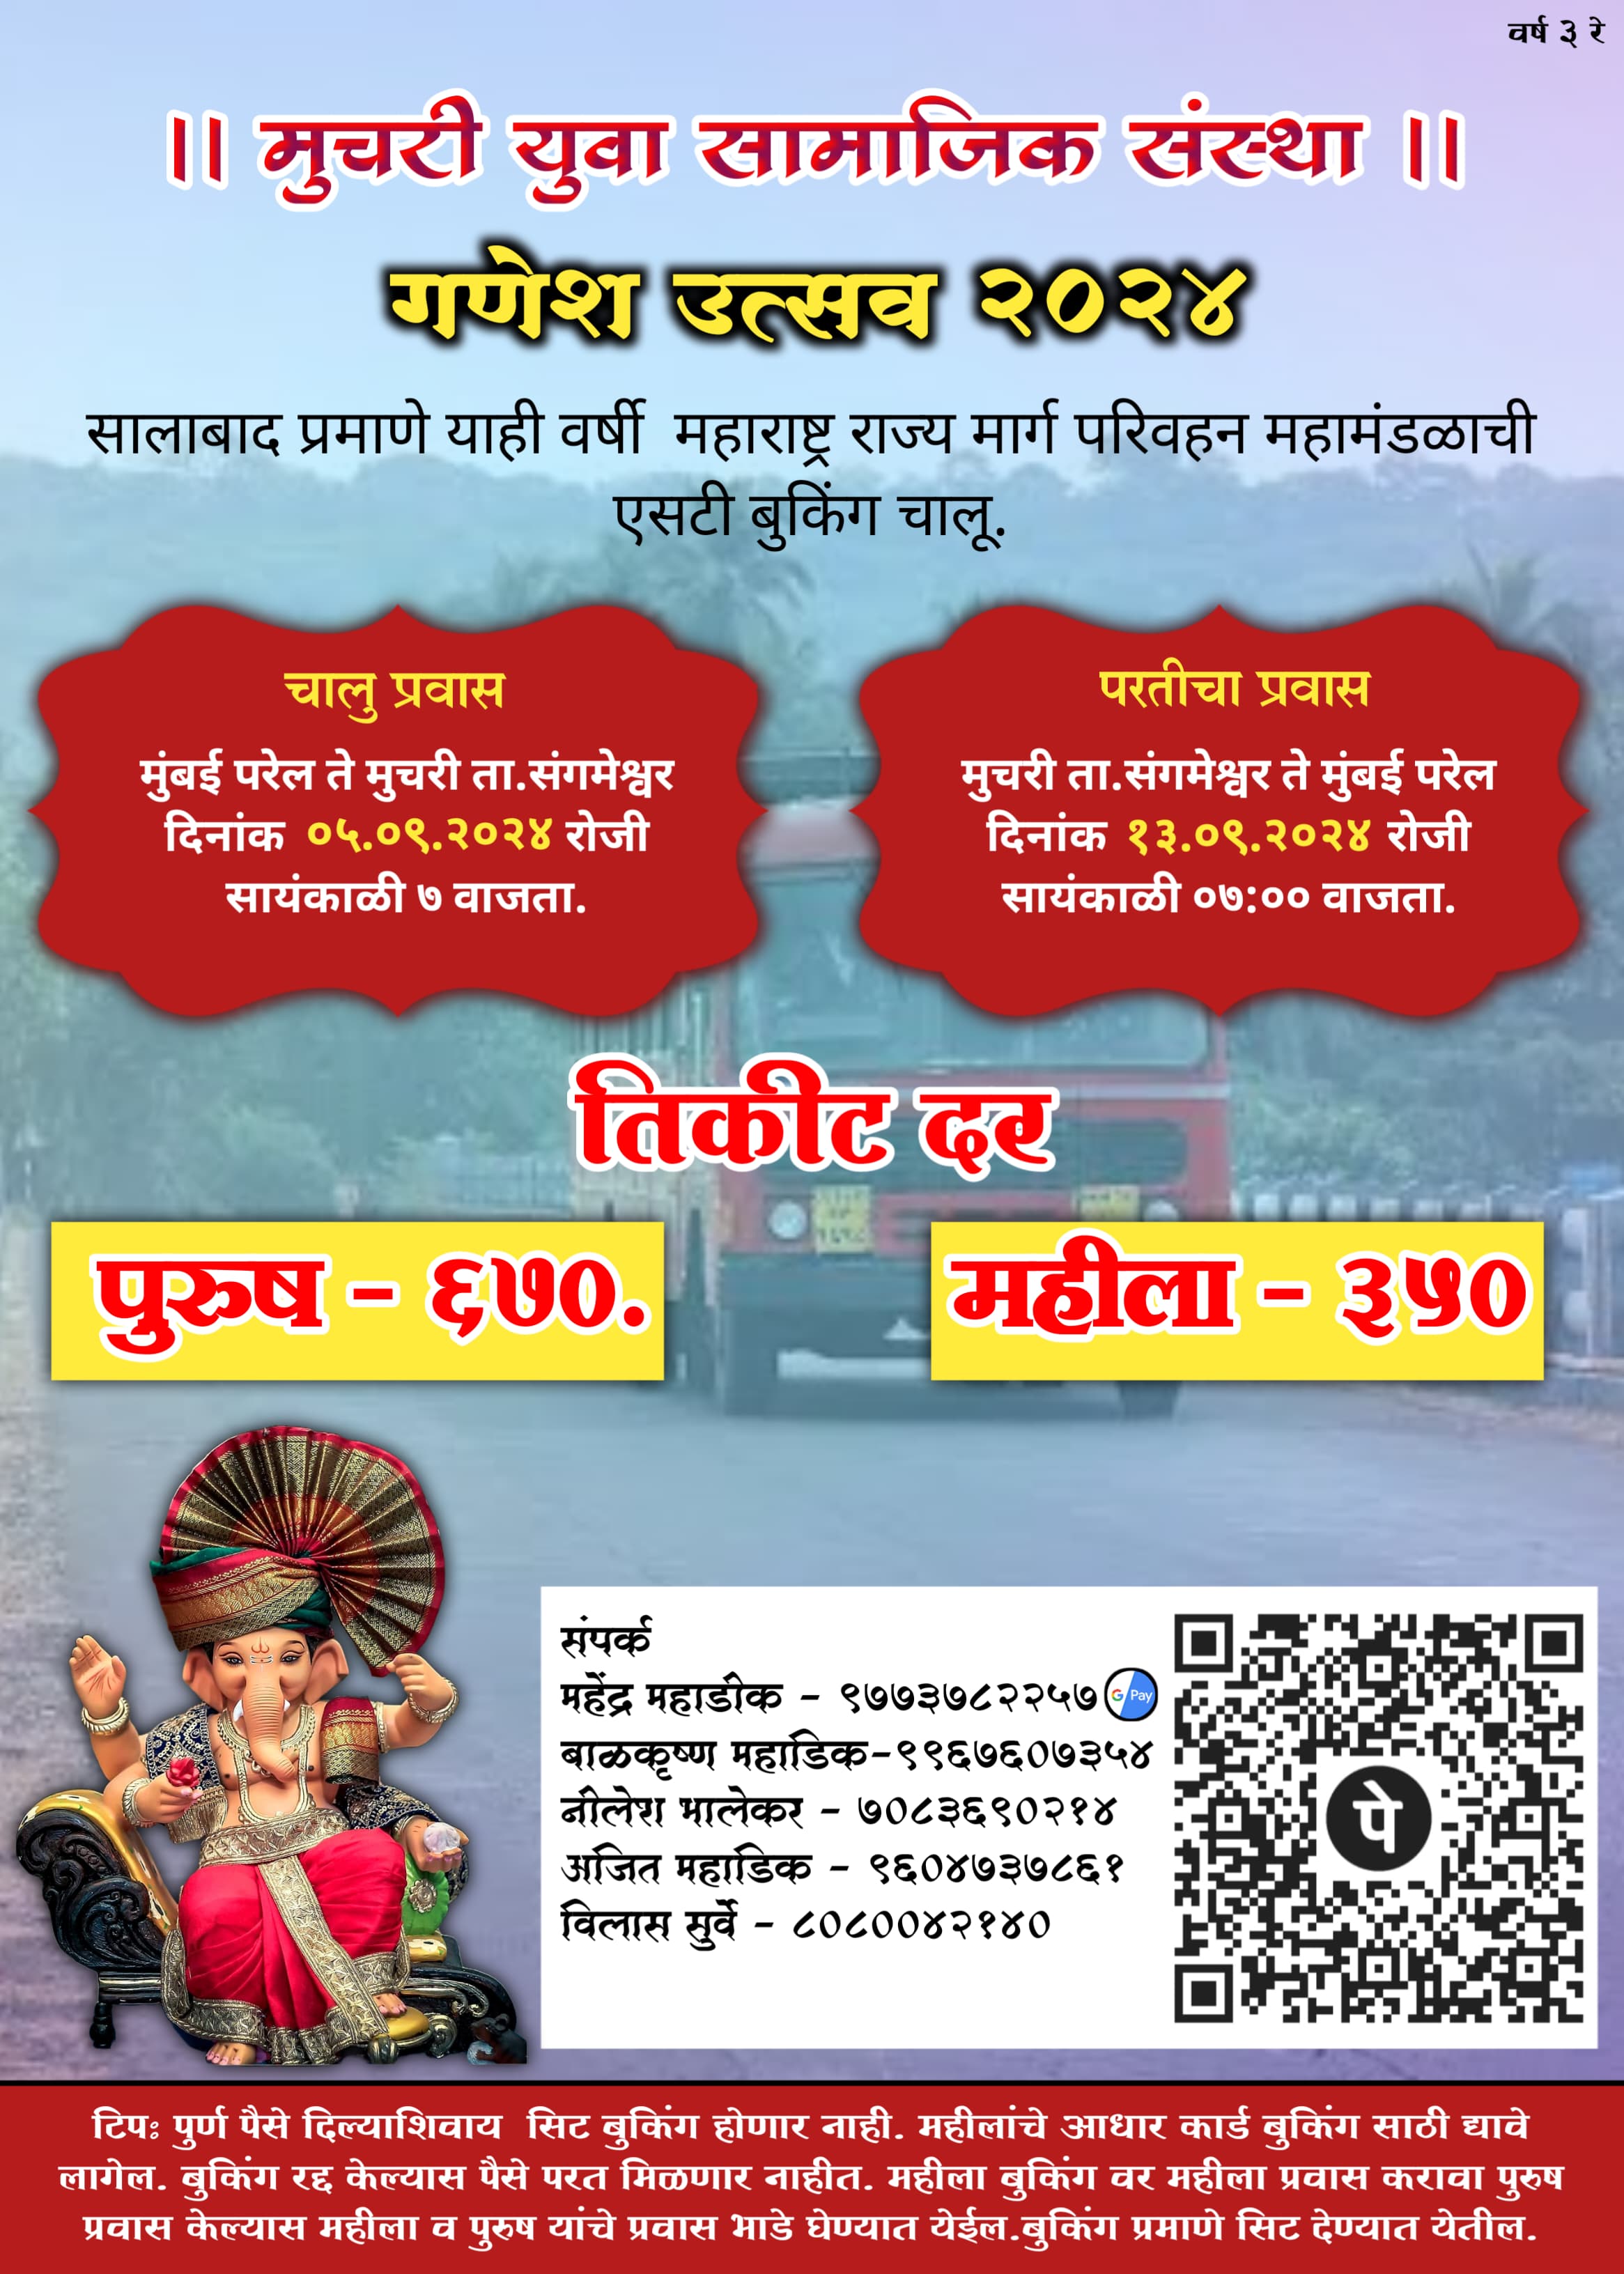 वर्ष ३ रे
॥ मुचरी युवा सामाजिक संस्था ॥
गणेश उत्सव २०२४
सालाबाद प्रमाणे याही वर्षी महाराष्ट्र राज्य मार्ग परिवहन महामंडळाची
एसटी बुकिंग चालू.
चालु प्रवास
मुंबई परेल ते मुचरी ता.संगमेश्वर
दिनांक ०५.०९.२०२४ रोजी
सायंकाळी ७ वाजता.
परतीचा प्रवास
मुचरी ता.संगमेश्वर ते मुंबई परेल
दिनांक १३.०९.२०२४ रोजी
सायंकाळी ०७:०० वाजता.
तिकीट दर
पुरुष - ६७०.
महीला - ३५०
संपर्क
महेंद्र महाडीक - ९७७३७८२२५७ G Pay
बाळकृष्ण महाडिक-९९६७६०७३५४
नीलेश भालेकर - ७०८३६९०२१४
अजित महाडिक - ९६०४७३७८६१
विलास सुर्वे - ८०८००४२१४०
पे
टिपः पुर्ण पैसे दिल्याशिवाय सिट बुकिंग होणार नाही. महीलांचे आधार कार्ड बुकिंग साठी द्यावे
लागेल. बुकिंग रद्द केल्यास पैसे परत मिळणार नाहीत. महीला बुकिंग वर महीला प्रवास करावा पुरुष
प्रवास केल्यास महीला व पुरुष यांचे प्रवास भाडे घेण्यात येईल.बुकिंग प्रमाणे सिट देण्यात येतील.